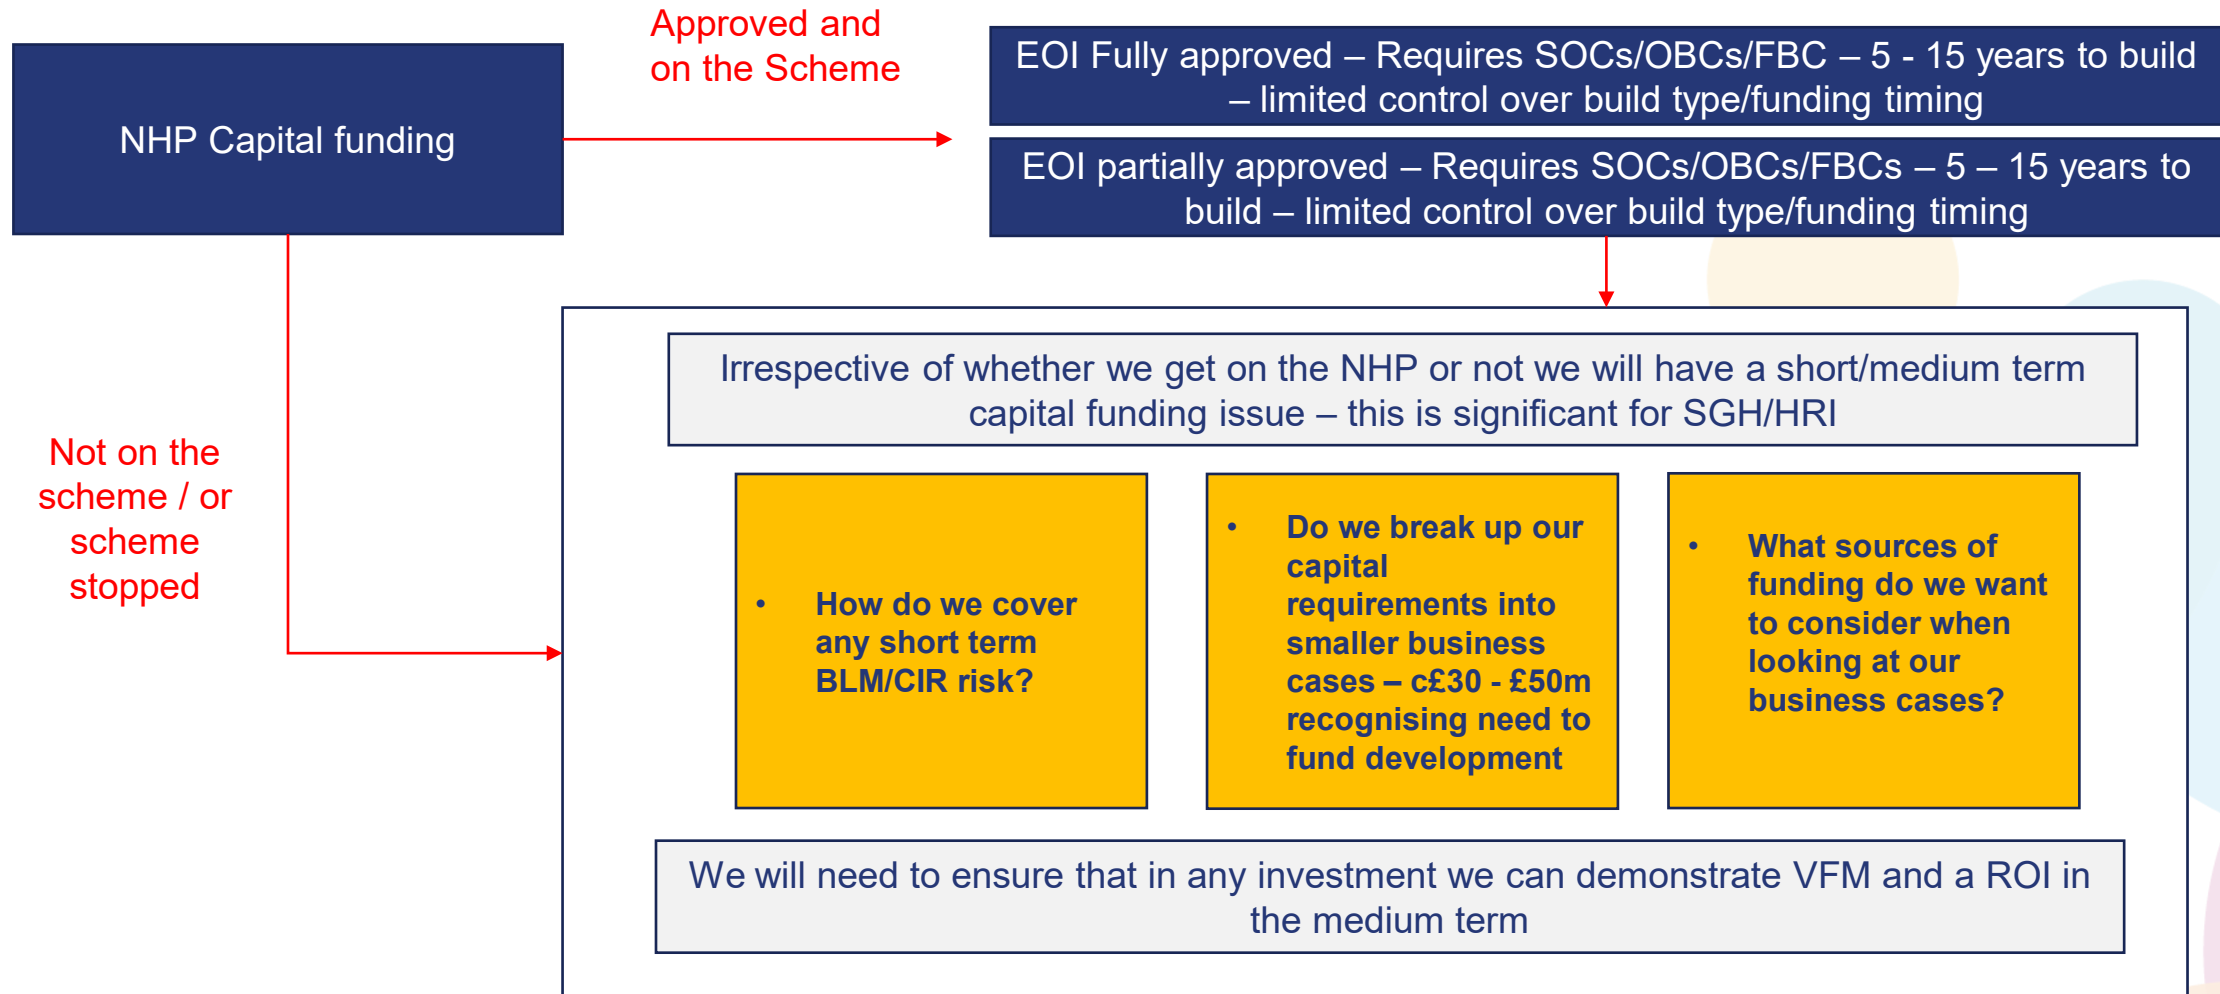 Approved and
on the Scheme
NHP Capital funding
EOI Fully approved – Requires SOCs/OBCs/FBC – 5 - 15 years to build
– limited control over build type/funding timing
EOI partially approved – Requires SOCs/OBCs/FBCs – 5 – 15 years to
build – limited control over build type/funding timing
Not on the
scheme / or
scheme
stopped
Irrespective of whether we get on the NHP or not we will have a short/medium term
capital funding issue – this is significant for SGH/HRI
• How do we cover
any short term
BLM/CIR risk?
• Do we break up our
capital
requirements into
smaller business
cases – c£30 - £50m
recognising need to
fund development
• What sources of
funding do we want
to consider when
looking at our
business cases?
We will need to ensure that in any investment we can demonstrate VFM and a ROI in
the medium term